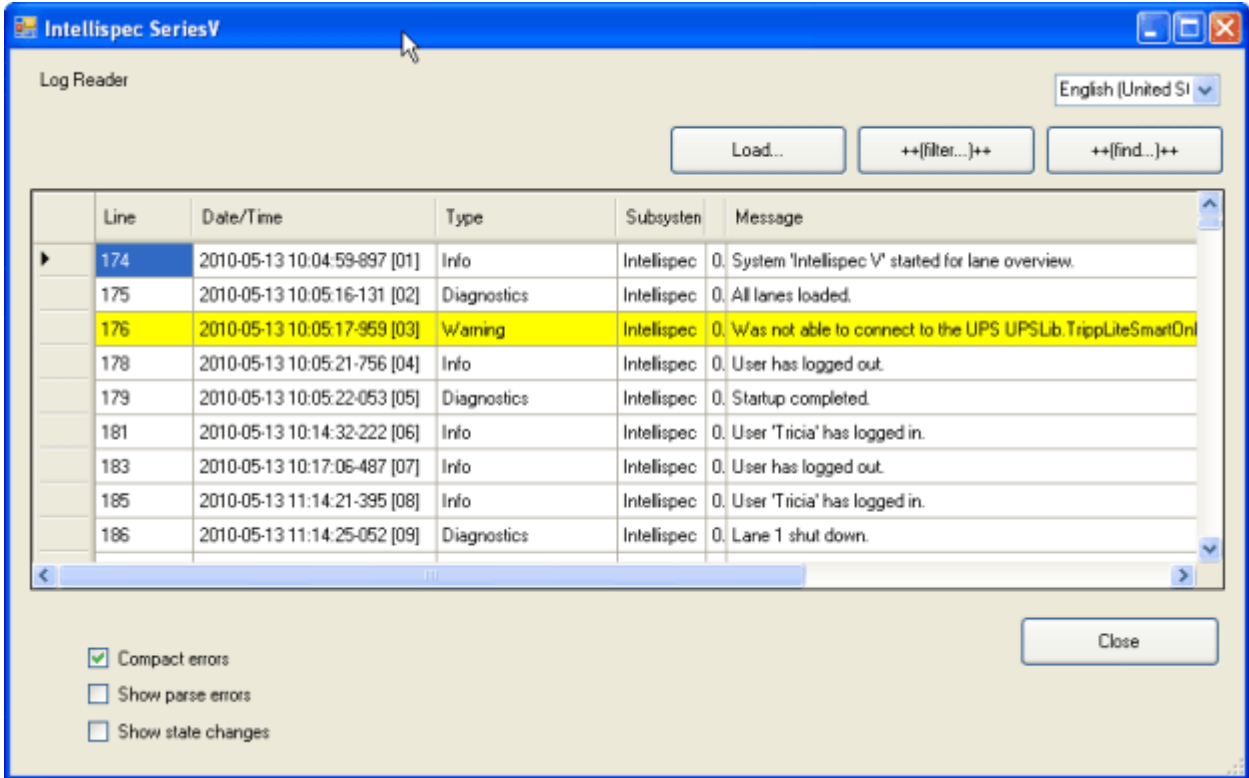 Intellispec SeriesV
Log Reader
English (United St
Load...
++(filter...)++
++(find...)++
Line Date/Time Type Subsysten Message
174 2010-05-13 10:04:59-897 [01] Info Intellispec 0. System 'Intellispec V' started for lane overview.
175 2010-05-13 10:05:16-131 [02] Diagnostics Intellispec 0. All lanes loaded.
176 2010-05-13 10:05:17-959 [03] Warning Intellispec 0. Was not able to connect to the UPS UPSLib.TrippLiteSmartOnl
178 2010-05-13 10:05:21-756 [04] Info Intellispec 0. User has logged out.
179 2010-05-13 10:05:22-053 [05] Diagnostics Intellispec 0. Startup completed.
181 2010-05-13 10:14:32-222 [06] Info Intellispec 0. User 'Tricia' has logged in.
183 2010-05-13 10:17:06-487 [07] Info Intellispec 0. User has logged out.
185 2010-05-13 11:14:21-395 [08] Info Intellispec 0. User 'Tricia' has logged in.
186 2010-05-13 11:14:25-052 [09] Diagnostics Intellispec 0. Lane 1 shut down.
Close
Compact errors
Show parse errors
Show state changes